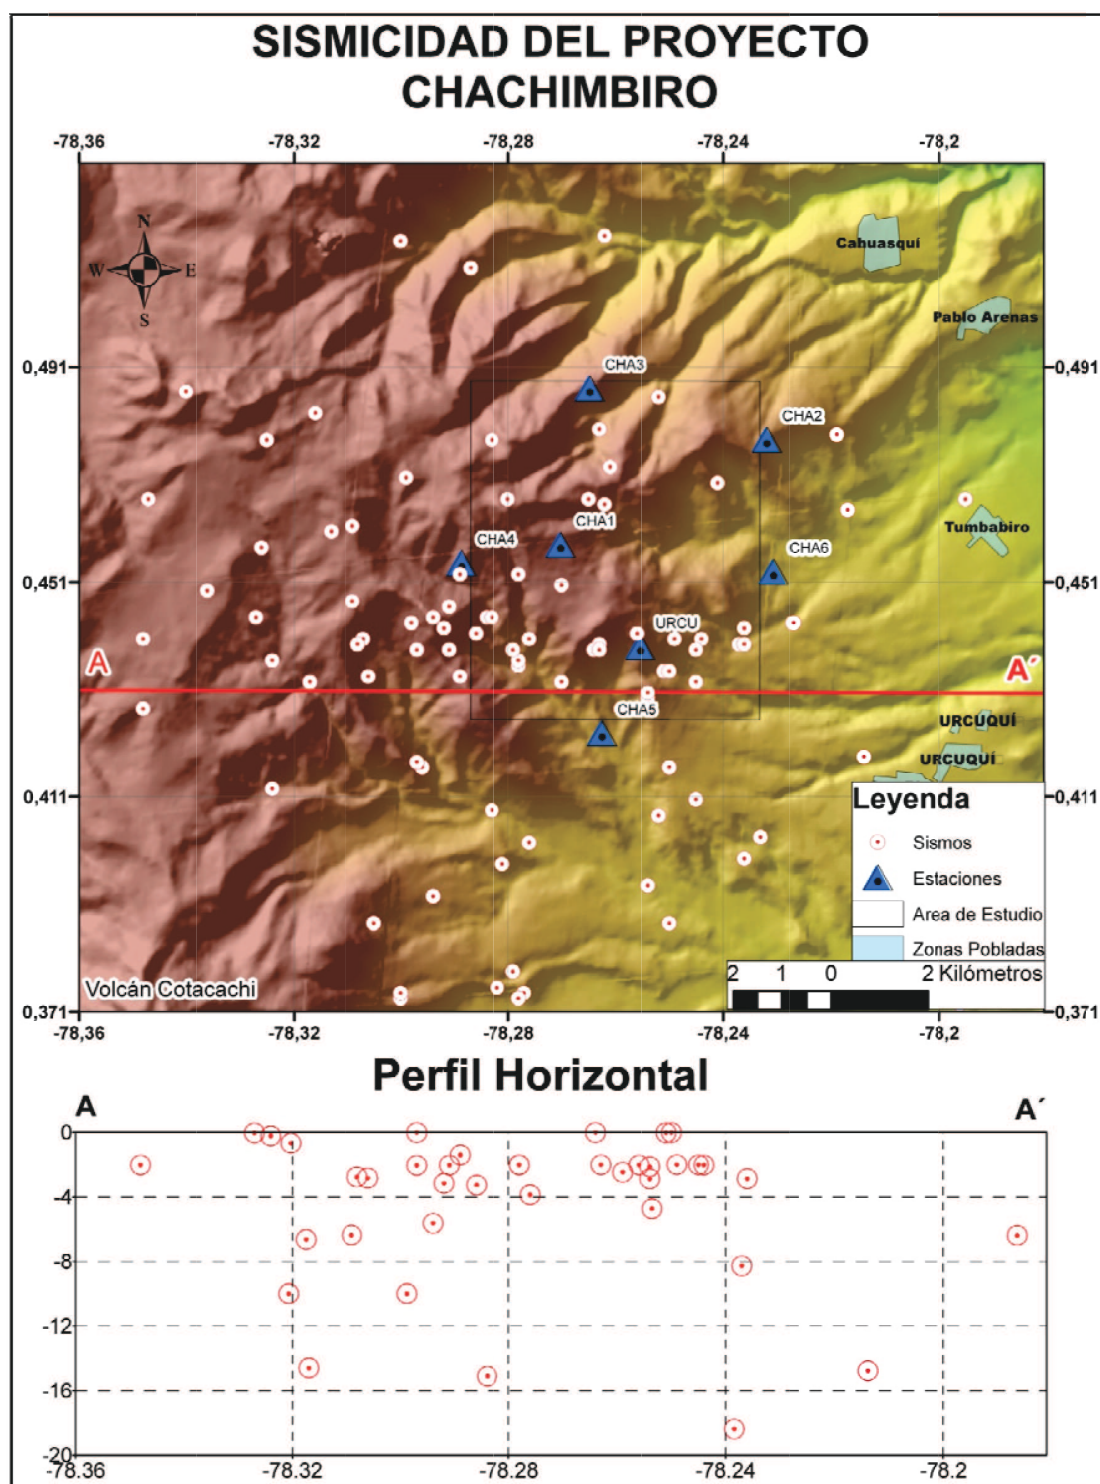 SISMICIDAD DEL PROYECTO
CHACHIMBIRO
-78,36 -78,32 -78,28 -78,24 -78,2
N
W E
S
Cahuasquí
Pablo Arenas
0,491 0,491
CHA3
CHA2
Tumbabiro
CHA1
CHA4
CHA6
0,451 0,451
URCU
A A´
CHA5
URCUQUÍ
URCUQUÍ
0,411 0,411
Leyenda
Sismos
Estaciones
Area de Estudio
Zonas Pobladas
2 1 0 2 Kilómetros
Volcán Cotacachi
0,371 0,371
-78,36 -78,32 -78,28 -78,24 -78,2
Perfil Horizontal
A A´
0
-4
-8
-12
-16
-20
-78.36 -78.32 -78.28 -78.24 -78.2